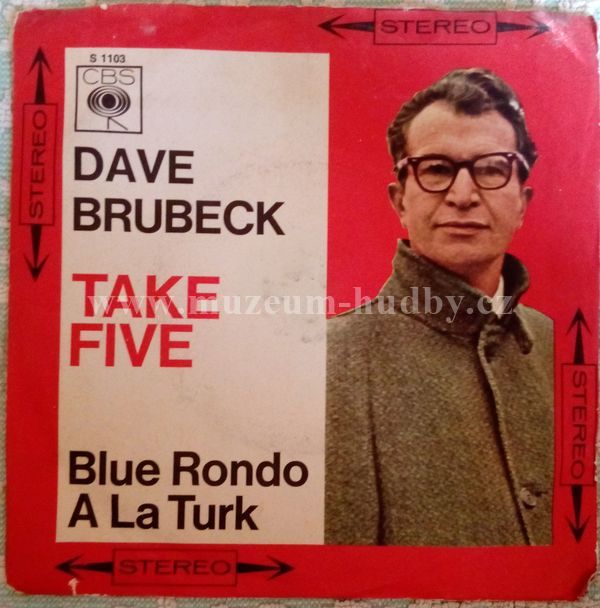 STEREO
S 1103
CBS
STEREO
DAVE
BRUBECK
TAKE
FIVE
www.muzeum-hudby.cz
Blue Rondo
A La Turk
STEREO
STEREO